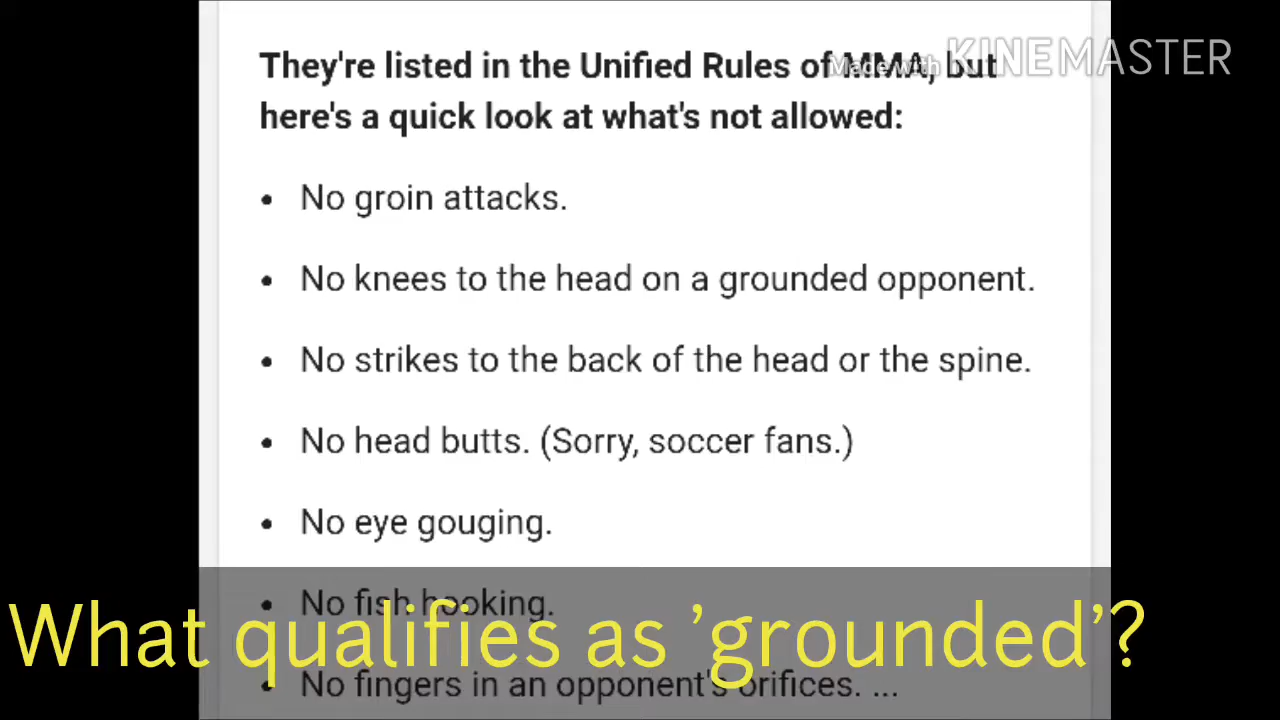 They're listed in the Unified Rules of MMA, but
Made with KINEMASTER
here's a quick look at what's not allowed:
• No groin attacks.
• No knees to the head on a grounded opponent.
• No strikes to the back of the head or the spine.
• No head butts. (Sorry, soccer fans.)
• No eye gouging.
• No fish hooking.
What qualifies as 'grounded'?
• No fingers in an opponent's orifices. ...